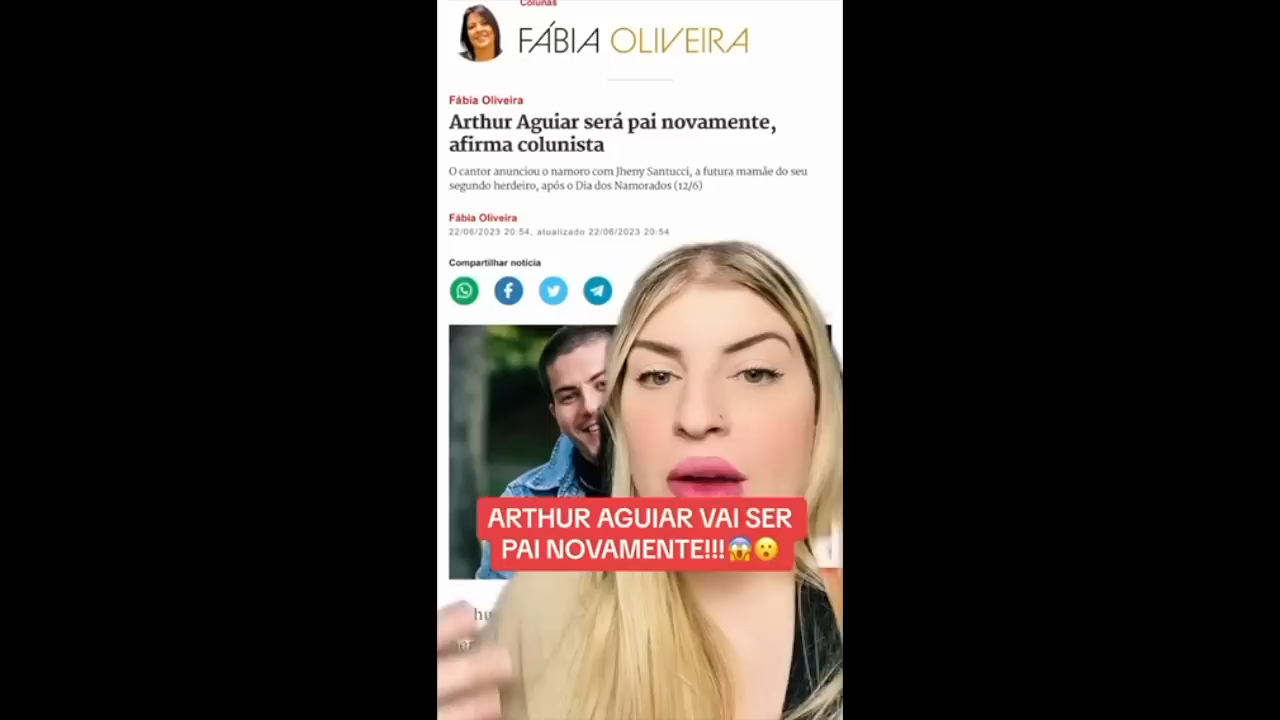 Colunas
FÁBIA OLIVEIRA
Fábia Oliveira
Arthur Aguiar será pai novamente,
afirma colunista
O cantor anunciou o namoro com Jheny Santucci, a futura mamãe do seu
segundo herdeiro, após o Dia dos Namorados (12/6)
Fábia Oliveira
22/06/2023 20:54, atualizado 22/06/2023 20:54
Compartilhar notícia
ARTHUR AGUIAR VAI SER
PAI NOVAMENTE!!!😱😮